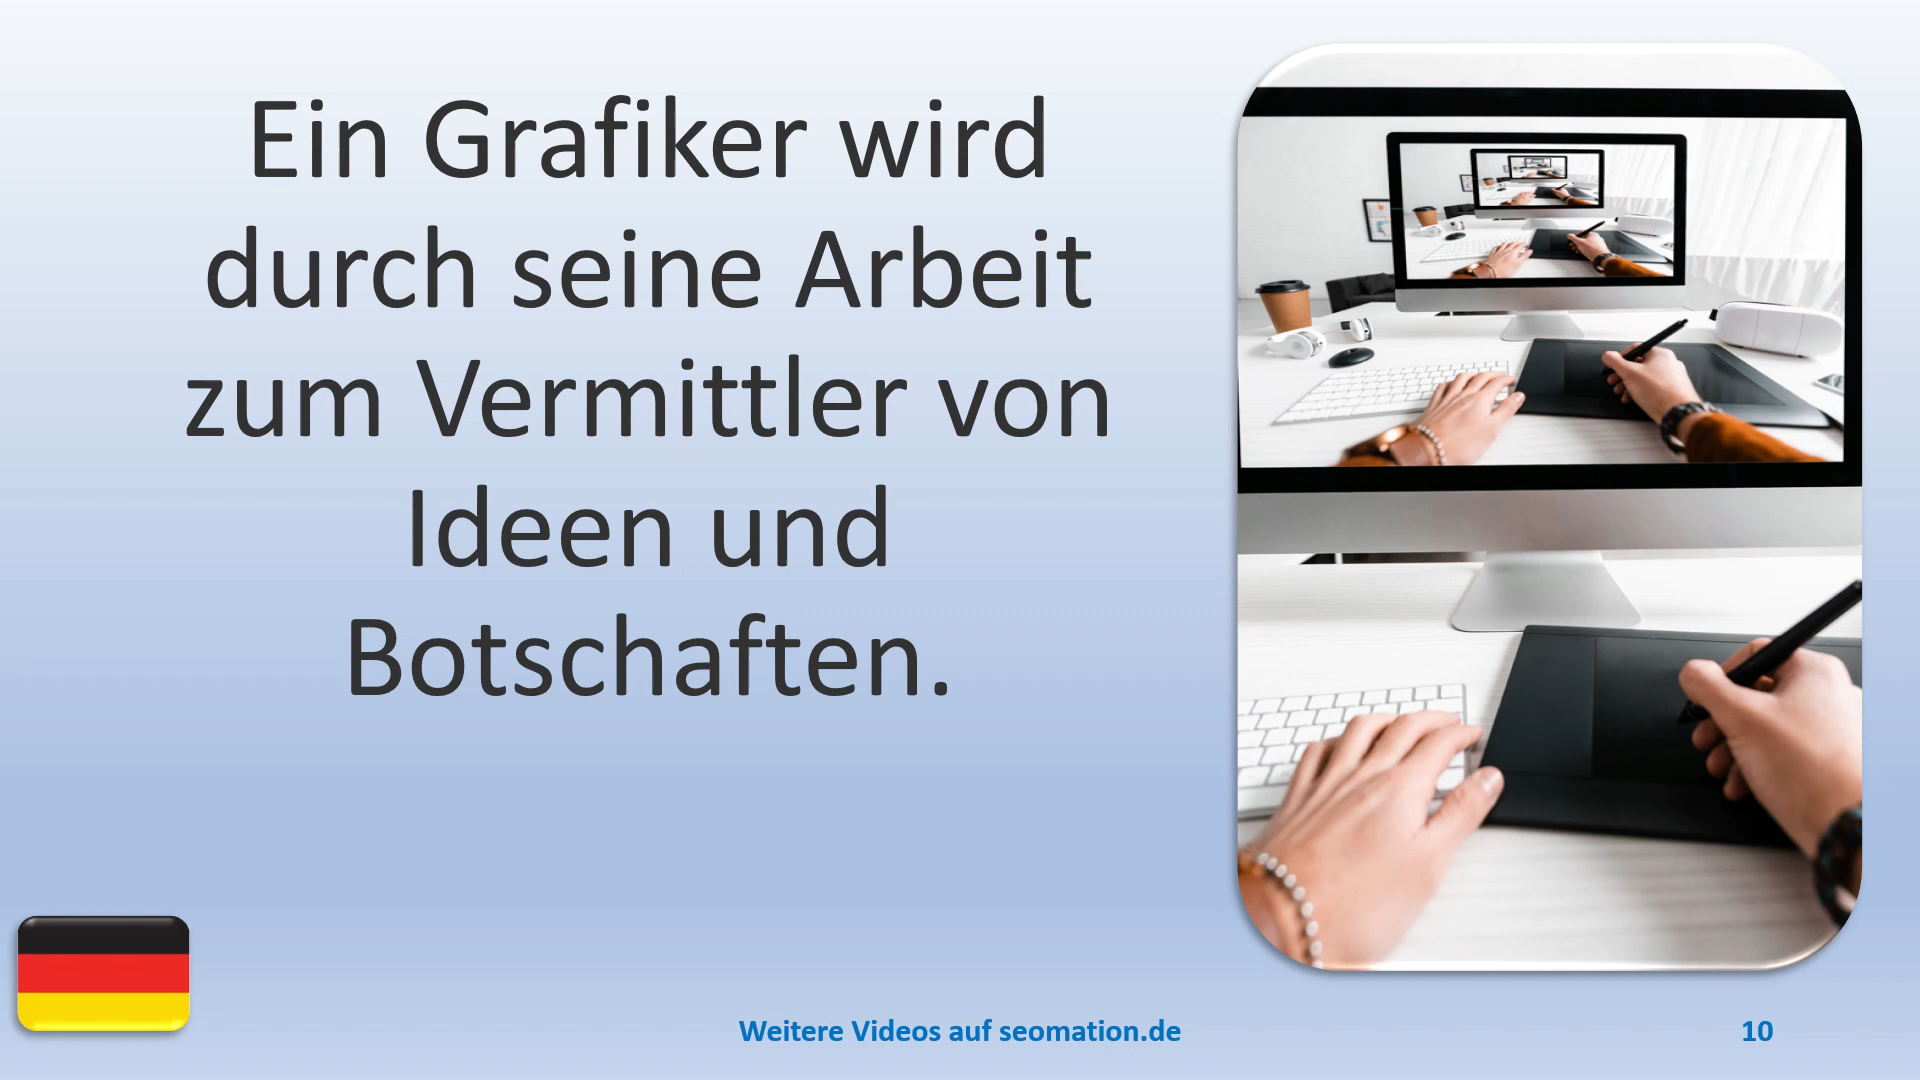 Ein Grafiker wird
durch seine Arbeit
zum Vermittler von
Ideen und
Botschaften.
Weitere Videos auf seomation.de
10